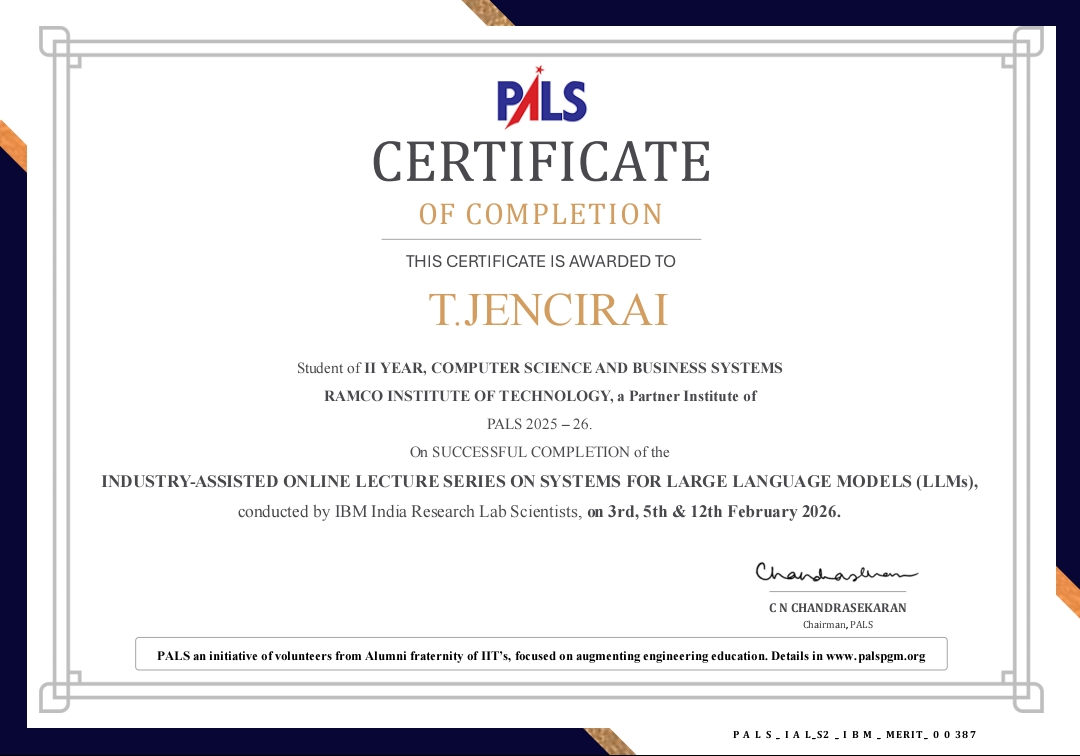 PALS
CERTIFICATE
OF COMPLETION
THIS CERTIFICATE IS AWARDED TO
T.JENCIRAI
Student of II YEAR, COMPUTER SCIENCE AND BUSINESS SYSTEMS
RAMCO INSTITUTE OF TECHNOLOGY, a Partner Institute of
PALS 2025 – 26.
On SUCCESSFUL COMPLETION of the
INDUSTRY-ASSISTED ONLINE LECTURE SERIES ON SYSTEMS FOR LARGE LANGUAGE MODELS (LLMs),
conducted by IBM India Research Lab Scientists, on 3rd, 5th & 12th February 2026.
Chandrasekaran
C N CHANDRASEKARAN
Chairman, PALS
PALS an initiative of volunteers from Alumni fraternity of IIT's, focused on augmenting engineering education. Details in www.palspgm.org
PALS_IALS2_IBM_MERIT_00387